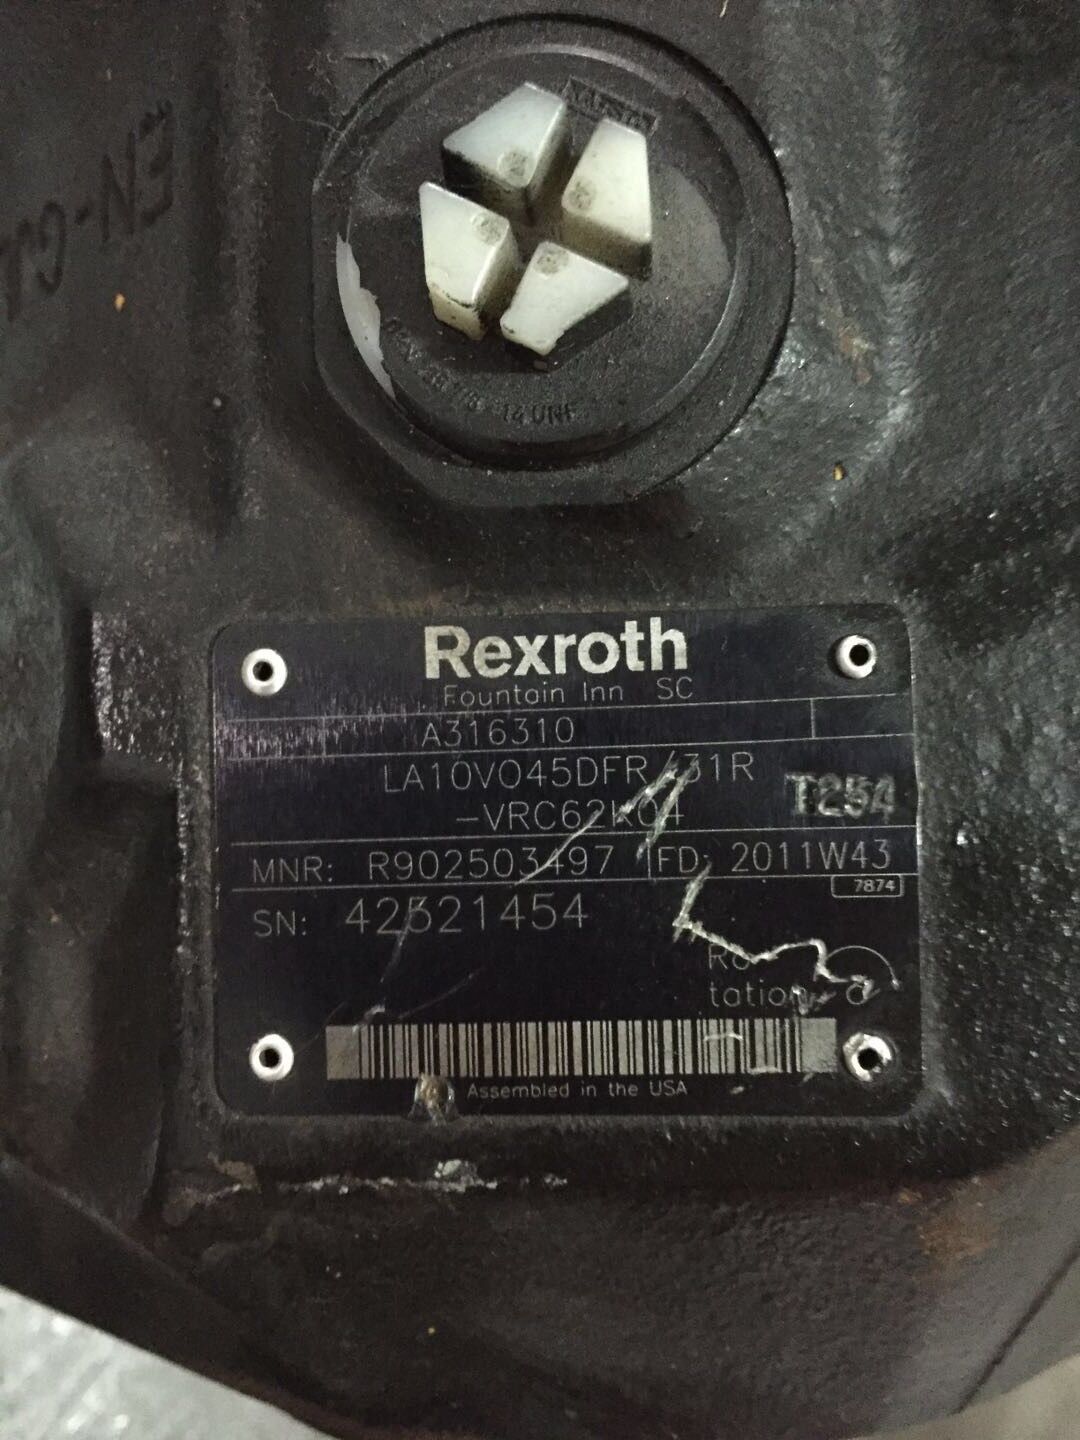 14 UNF
Rexroth
Fountain Inn SC
A316310
LA10VO45DFR /31R
-VRC62K04
T254
MNR: R902503497
FD: 2011W43
7874
SN: 42521454
Ro-
tation
Assembled in the USA